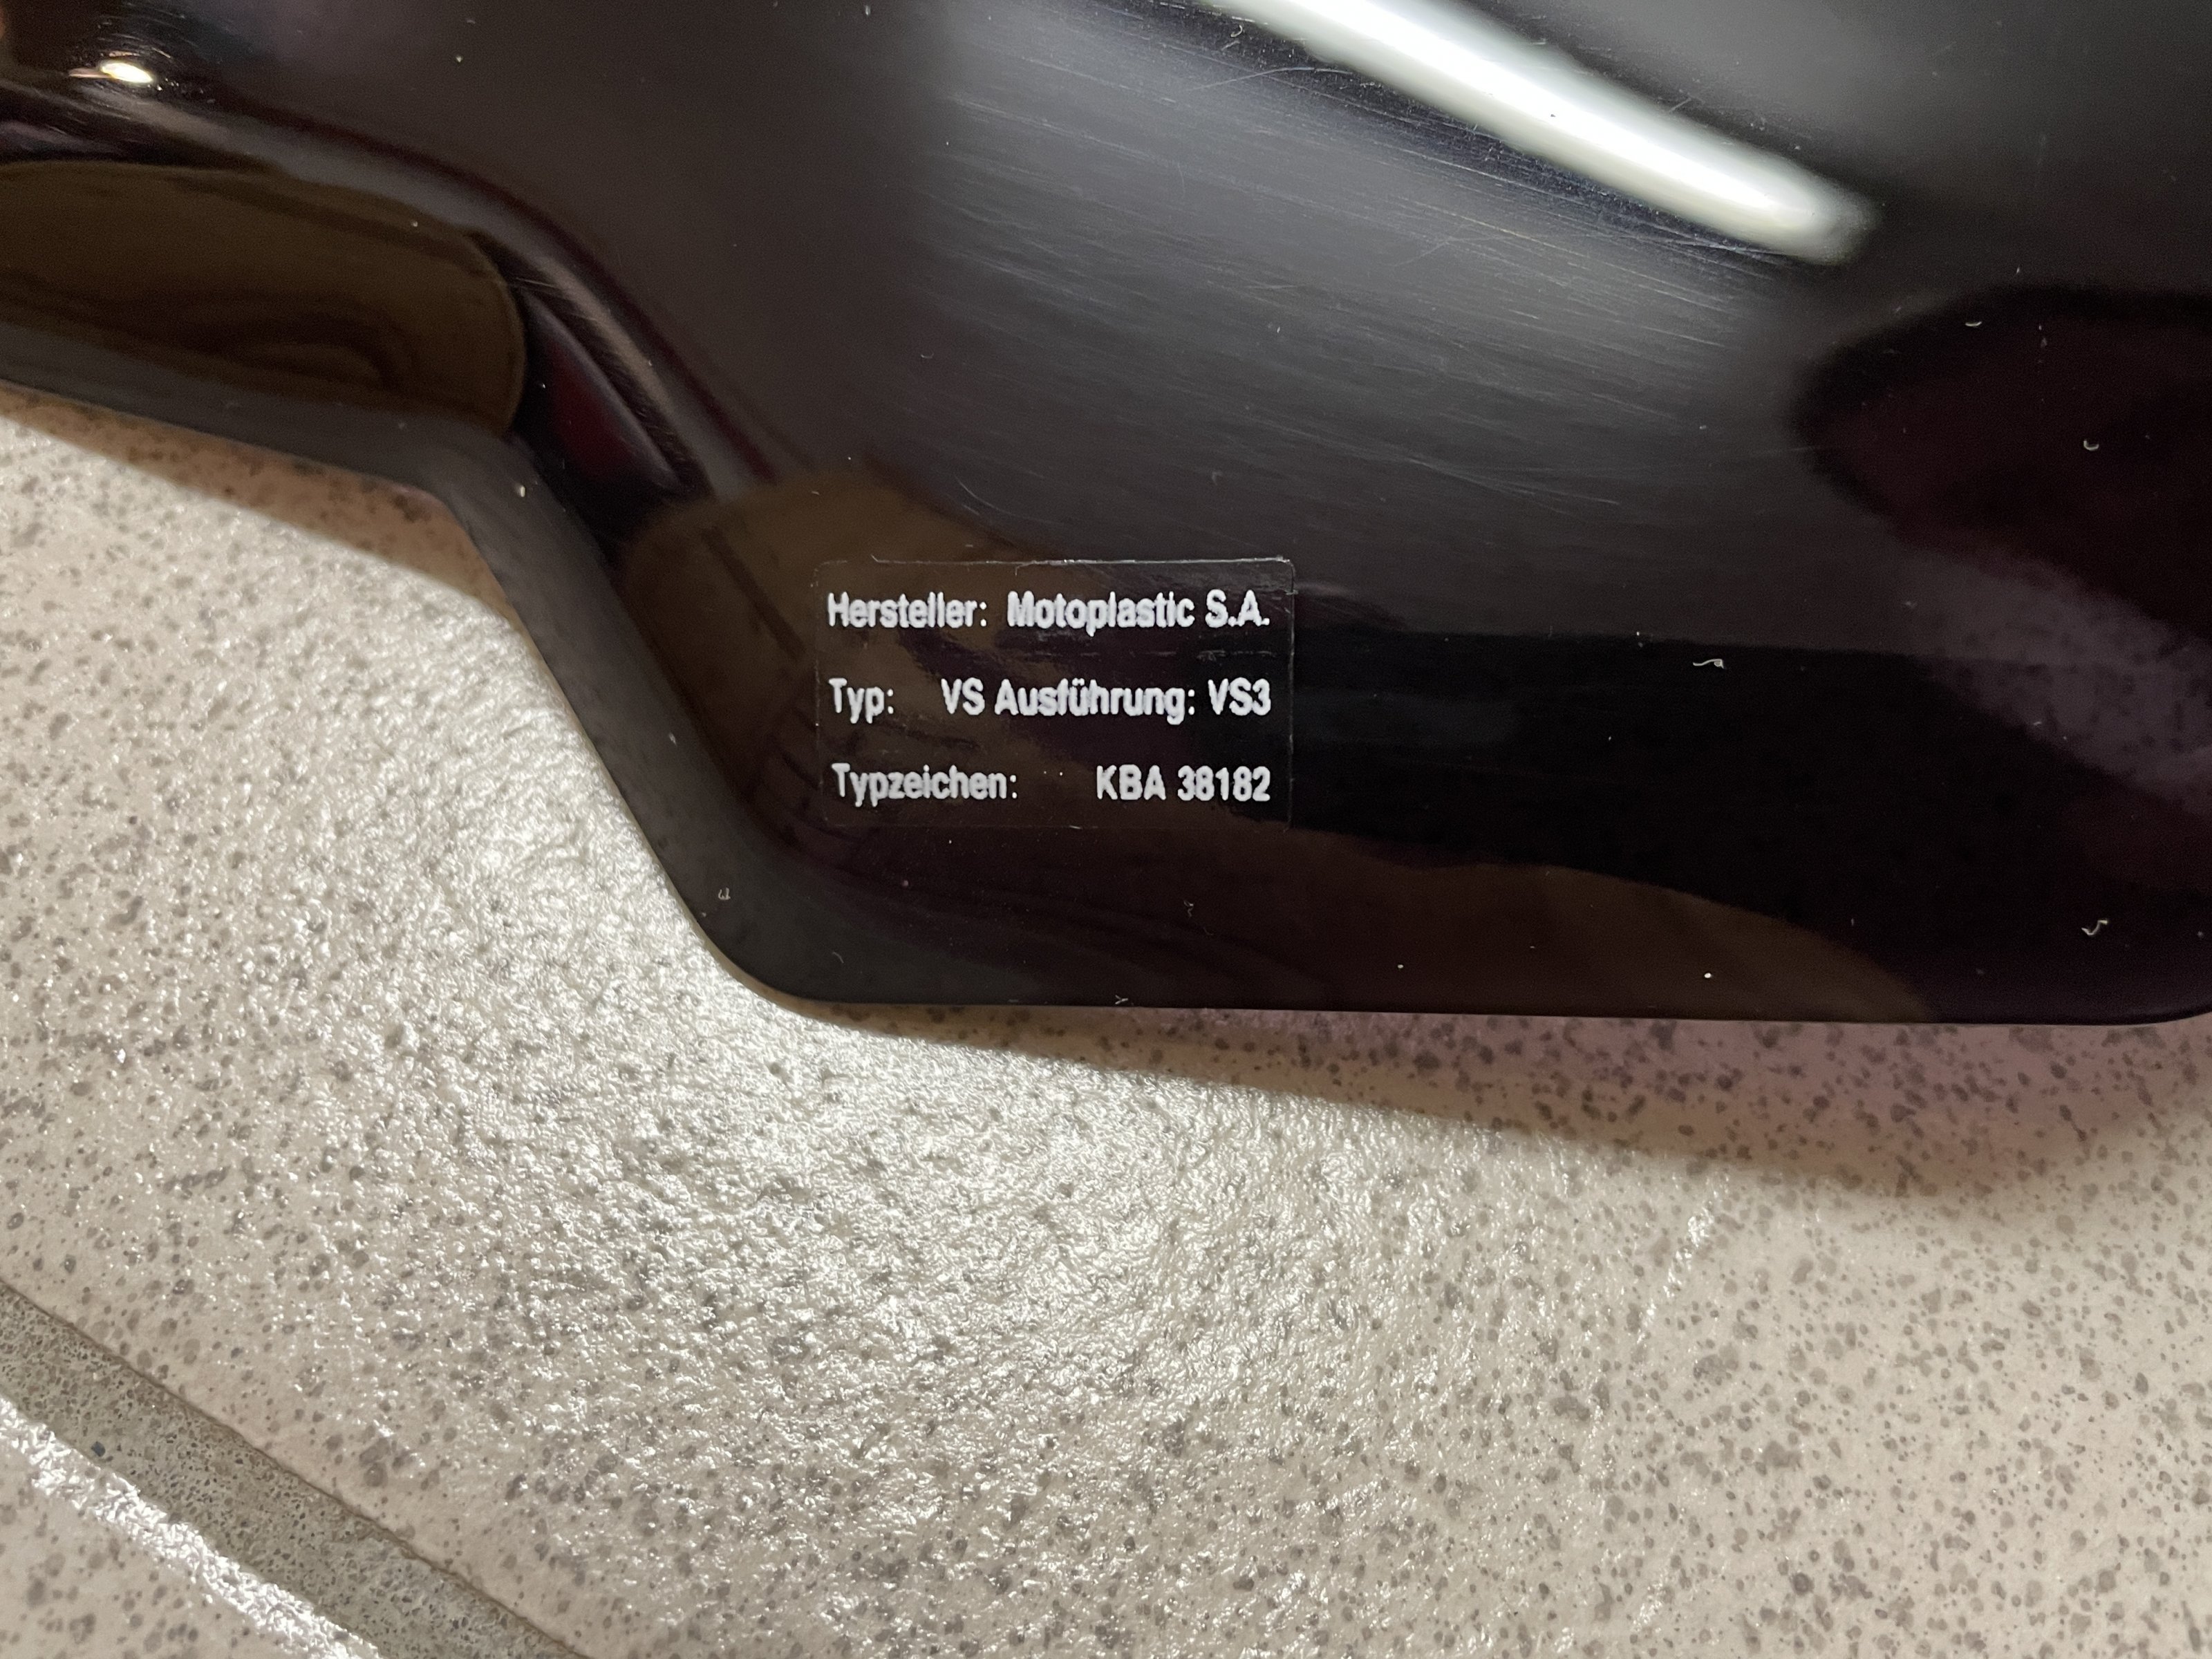 Hersteller: Motoplastic S.A.
Typ: VS Ausführung: VS3
Typzeichen: KBA 38182